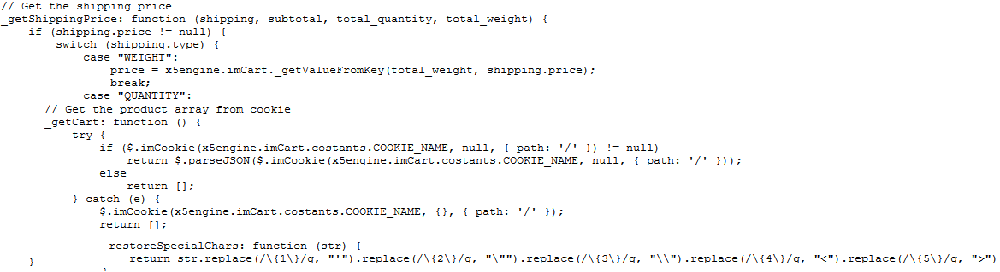 // Get the shipping price
_getShippingPrice: function (shipping, subtotal, total_quantity, total_weight) {
    if (shipping.price != null) {
        switch (shipping.type) {
            case "WEIGHT":
                price = x5engine.imCart._getValueFromKey(total_weight, shipping.price);
                break;
            case "QUANTITY":
      // Get the product array from cookie
      _getCart: function () {
          try {
              if ($.imCookie(x5engine.imCart.costants.COOKIE_NAME, null, { path: '/' }) != null)
                  return $.parseJSON($.imCookie(x5engine.imCart.costants.COOKIE_NAME, null, { path: '/' }));
              else
                  return [];
          } catch (e) {
              $.imCookie(x5engine.imCart.costants.COOKIE_NAME, {}, { path: '/' });
              return [];
              _restoreSpecialChars: function (str) {
    }             return str.replace(/\{1\}/g, "'").replace(/\{2\}/g, "\"").replace(/\{3\}/g, "\\").replace(/\{4\}/g, "<").replace(/\{5\}/g, ">")